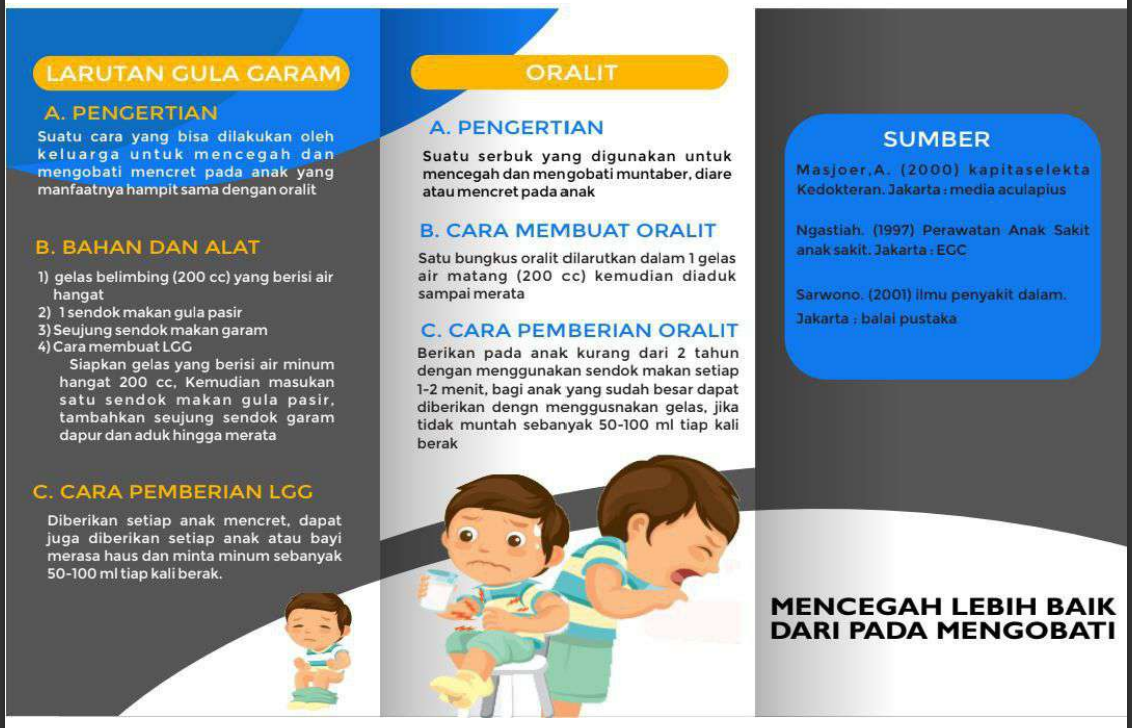 LARUTAN GULA GARAM
A. PENGERTIAN
Suatu cara yang bisa dilakukan oleh
keluarga untuk mencegah dan
mengobati mencret pada anak yang
manfaatnya hampit sama dengan oralit
B. BAHAN DAN ALAT
1) gelas belimbing (200 cc) yang berisi air
hangat
2) 1 sendok makan gula pasir
3) Seujung sendok makan garam
4) Cara membuat LGG
Siapkan gelas yang berisi air minum
hangat 200 cc, Kemudian masukan
satu sendok makan gula pasir,
tambahkan seujung sendok garam
dapur dan aduk hingga merata
C. CARA PEMBERIAN LGG
Diberikan setiap anak mencret, dapat
juga diberikan setiap anak atau bayi
merasa haus dan minta minum sebanyak
50-100 ml tiap kali berak.
ORALIT
A. PENGERTIAN
Suatu serbuk yang digunakan untuk
mencegah dan mengobati muntaber, diare
atau mencret pada anak
B. CARA MEMBUAT ORALIT
Satu bungkus oralit dilarutkan dalam 1 gelas
air matang (200 cc) kemudian diaduk
sampai merata
C. CARA PEMBERIAN ORALIT
Berikan pada anak kurang dari 2 tahun
dengan menggunakan sendok makan setiap
1-2 menit, bagi anak yang sudah besar dapat
diberikan dengn menggusnakan gelas, jika
tidak muntah sebanyak 50-100 ml tiap kali
berak
SUMBER
Masjoer,A. (2000) kapitaselekta
Kedokteran. Jakarta : media aculapius
Ngastiah. (1997) Perawatan Anak Sakit
anak sakit. Jakarta : EGC
Sarwono. (2001) ilmu penyakit dalam.
Jakarta : balai pustaka
MENCEGAH LEBIH BAIK
DARI PADA MENGOBATI